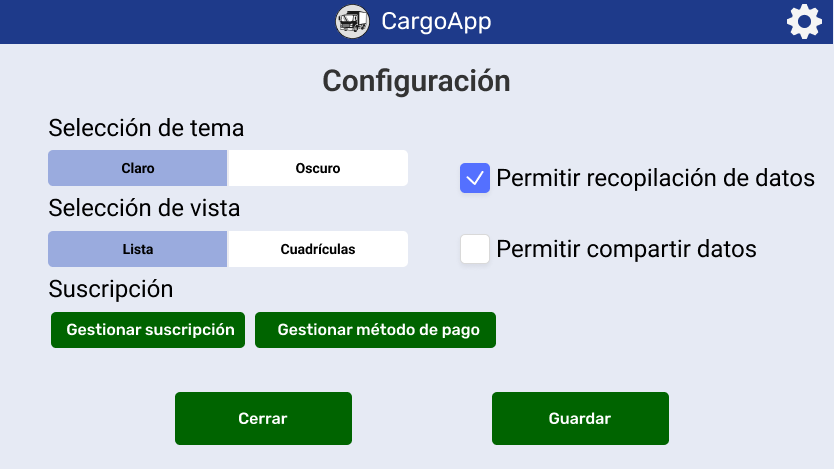 CargoApp
Configuración
Selección de tema
Claro Oscuro
Permitir recopilación de datos
Selección de vista
Lista Cuadrículas
Permitir compartir datos
Suscripción
Gestionar suscripción Gestionar método de pago
Cerrar Guardar